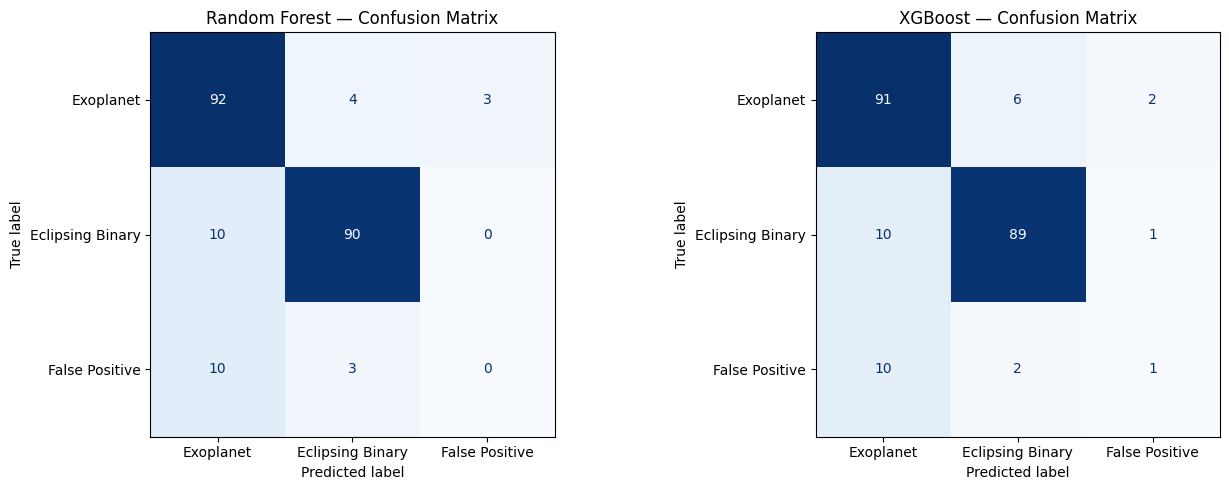 Random Forest — Confusion Matrix
True label
Exoplanet 92 4 3
Eclipsing Binary 10 90 0
False Positive 10 3 0
Exoplanet Eclipsing Binary False Positive
Predicted label
XGBoost — Confusion Matrix
True label
Exoplanet 91 6 2
Eclipsing Binary 10 89 1
False Positive 10 2 1
Exoplanet Eclipsing Binary False Positive
Predicted label